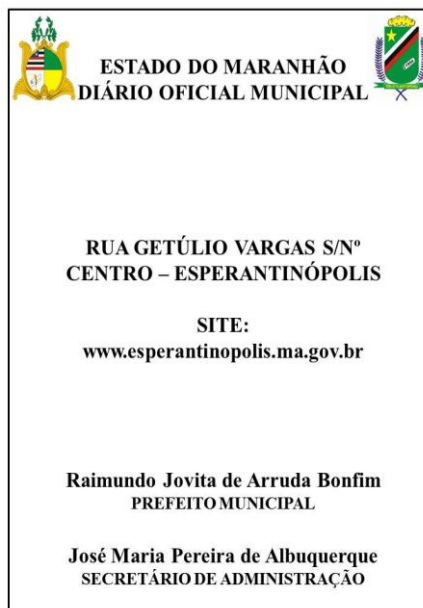 ESTADO DO MARANHÃO
DIÁRIO OFICIAL MUNICIPAL
RUA GETÚLIO VARGAS S/Nº
CENTRO – ESPERANTINÓPOLIS
SITE:
www.esperantinopolis.ma.gov.br
Raimundo Jovita de Arruda Bonfim
PREFEITO MUNICIPAL
José Maria Pereira de Albuquerque
SECRETÁRIO DE ADMINISTRAÇÃO